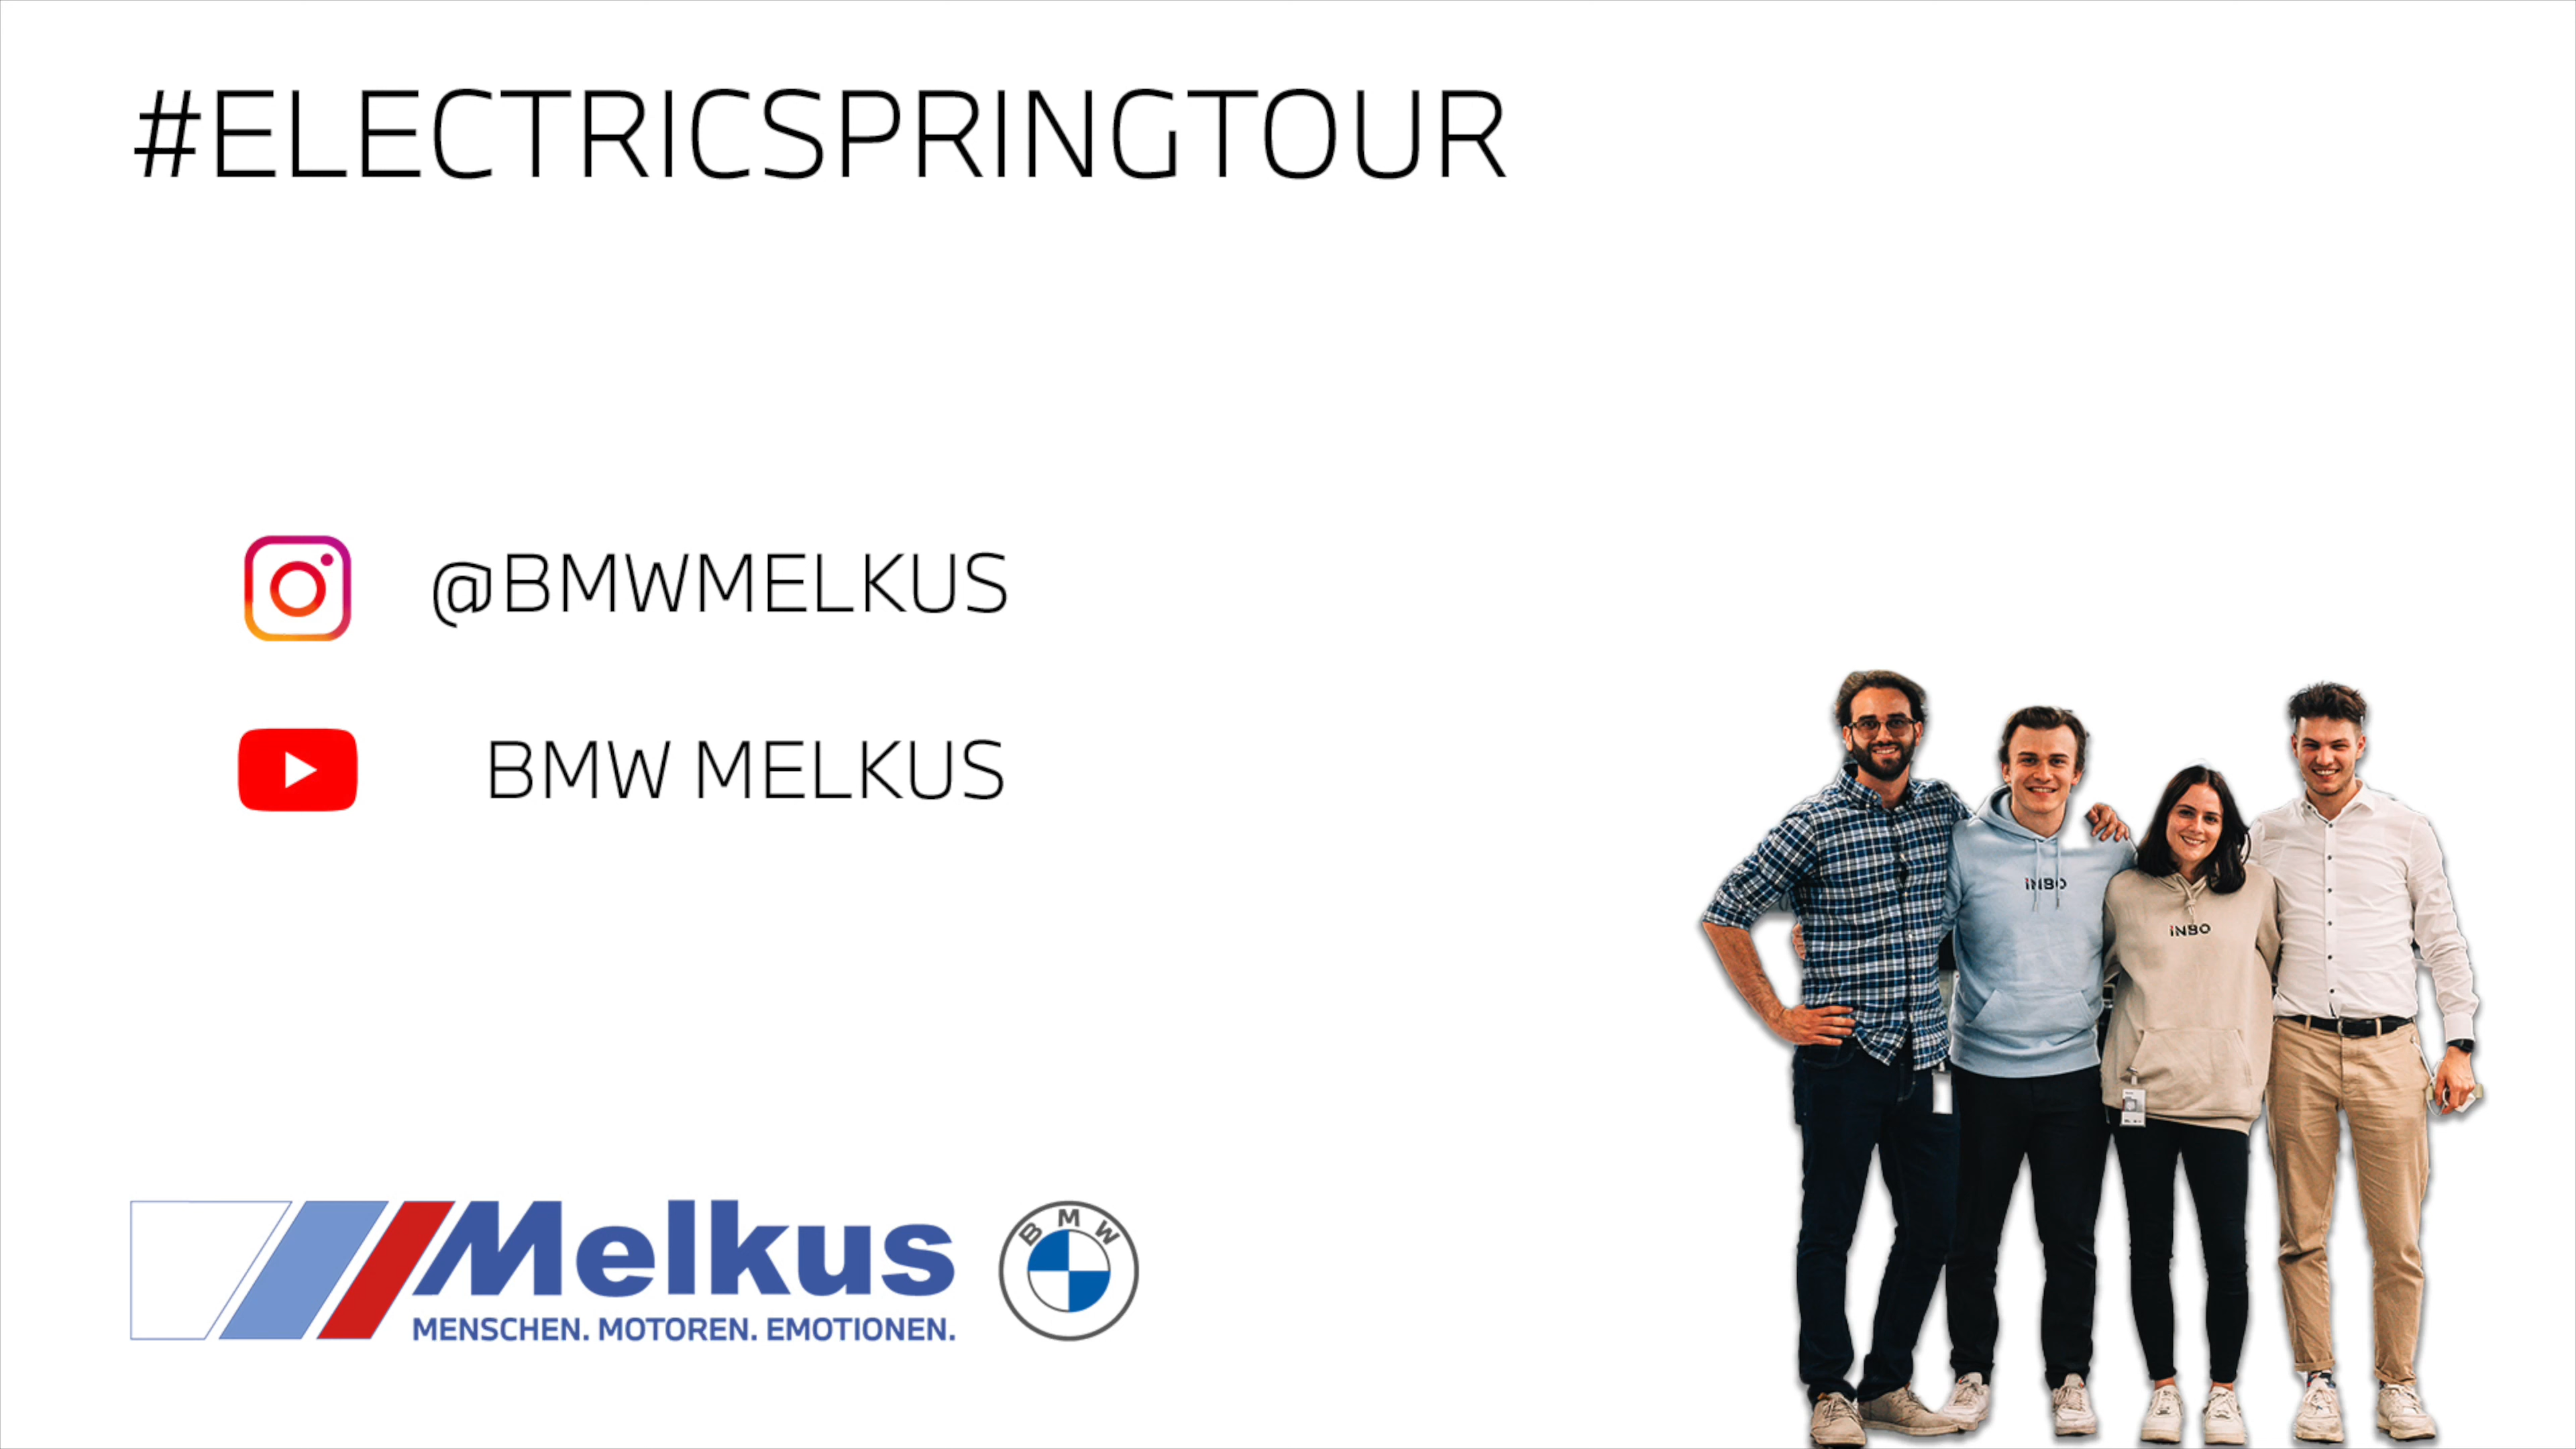 #ELECTRICSPRINGTOUR
@BMWMELKUS
BMW MELKUS
iNBO
iNBO
Melkus
MENSCHEN. MOTOREN. EMOTIONEN.
BMW